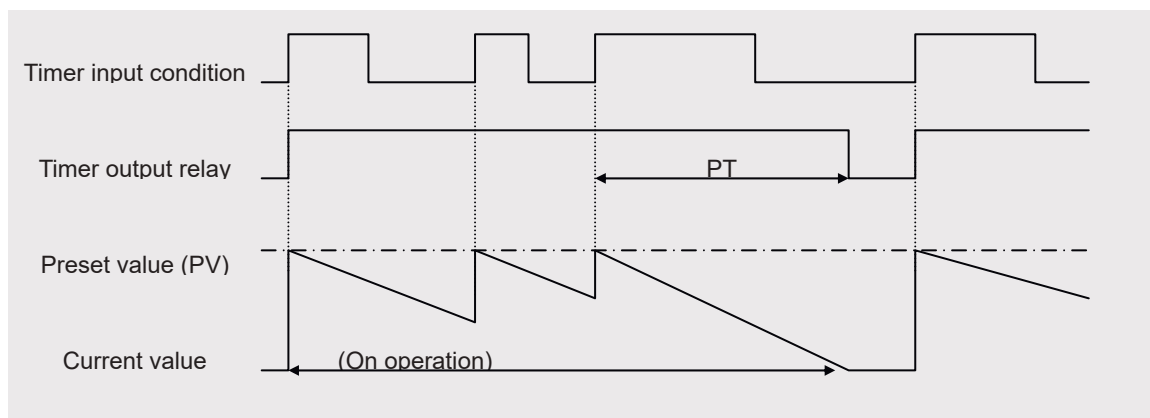 Timer input condition
Timer output relay
PT
Preset value (PV)
Current value
(On operation)